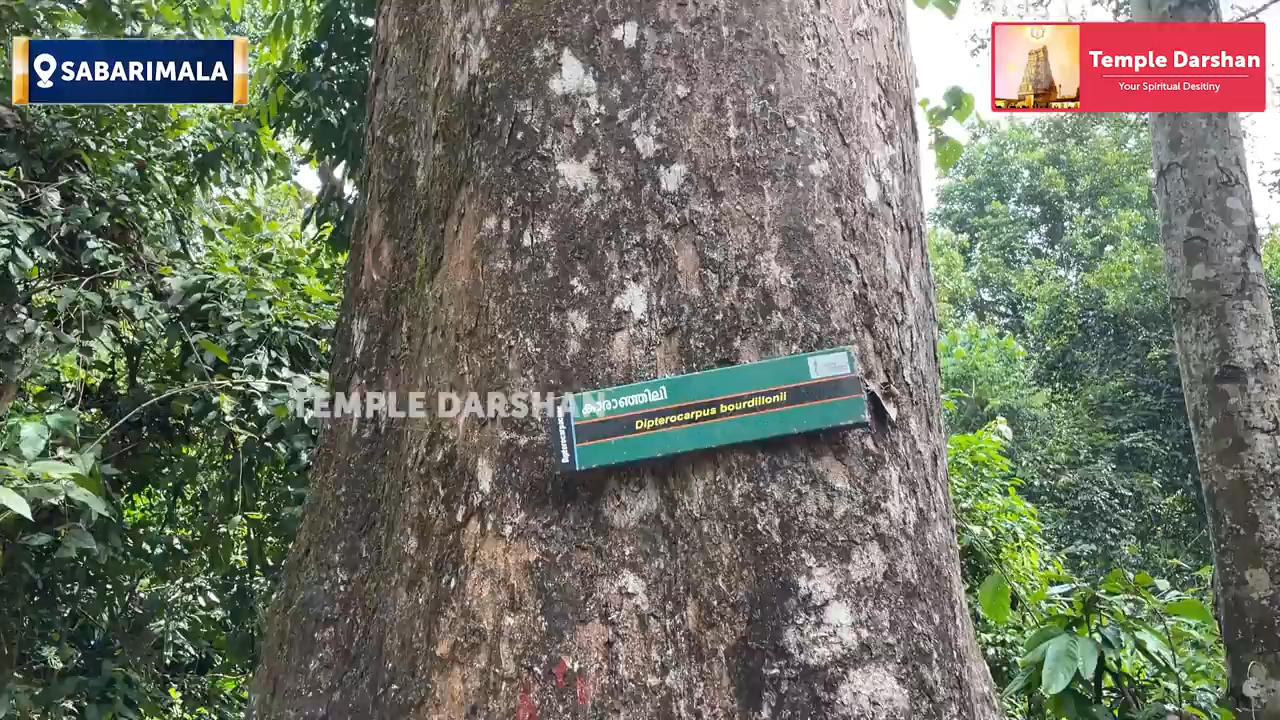 SABARIMALA
Temple Darshan
Your Spiritual Desitiny
TEMPLE DARSHAN
കാരാഞ്ഞിലി
Dipterocarpus bourdillonii